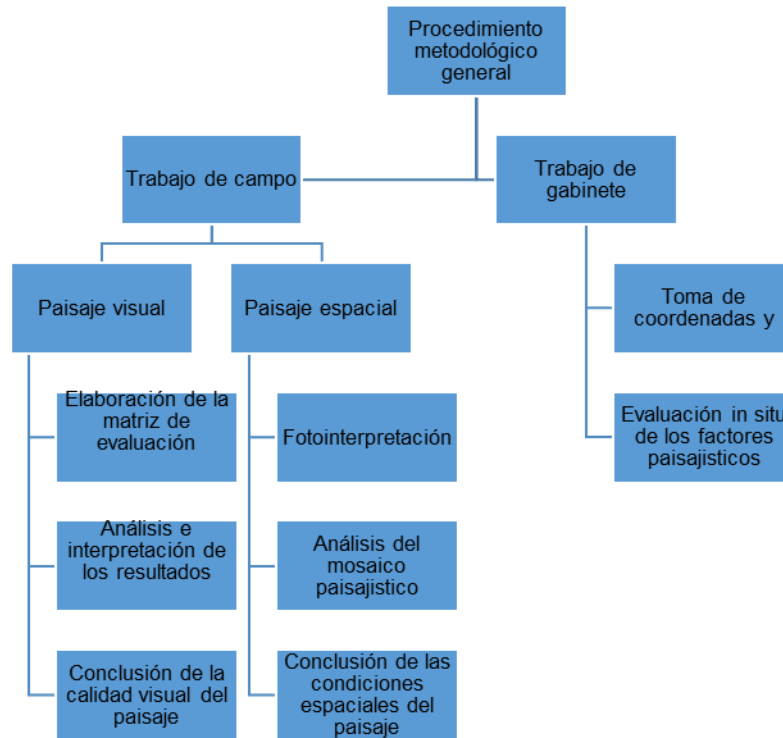 Procedimiento
metodológico
general
Trabajo de campo
Trabajo de
gabinete
Paisaje visual
Paisaje espacial
Toma de
coordenadas y
Elaboración de la
matriz de
evaluación
Fotointerpretación
Evaluación in situ
de los factores
paisajisticos
Análisis e
interpretación de
los resultados
Análisis del
mosaico
paisajistico
Conclusión de la
calidad visual del
paisaje
Conclusión de las
condiciones
espaciales del
paisaje